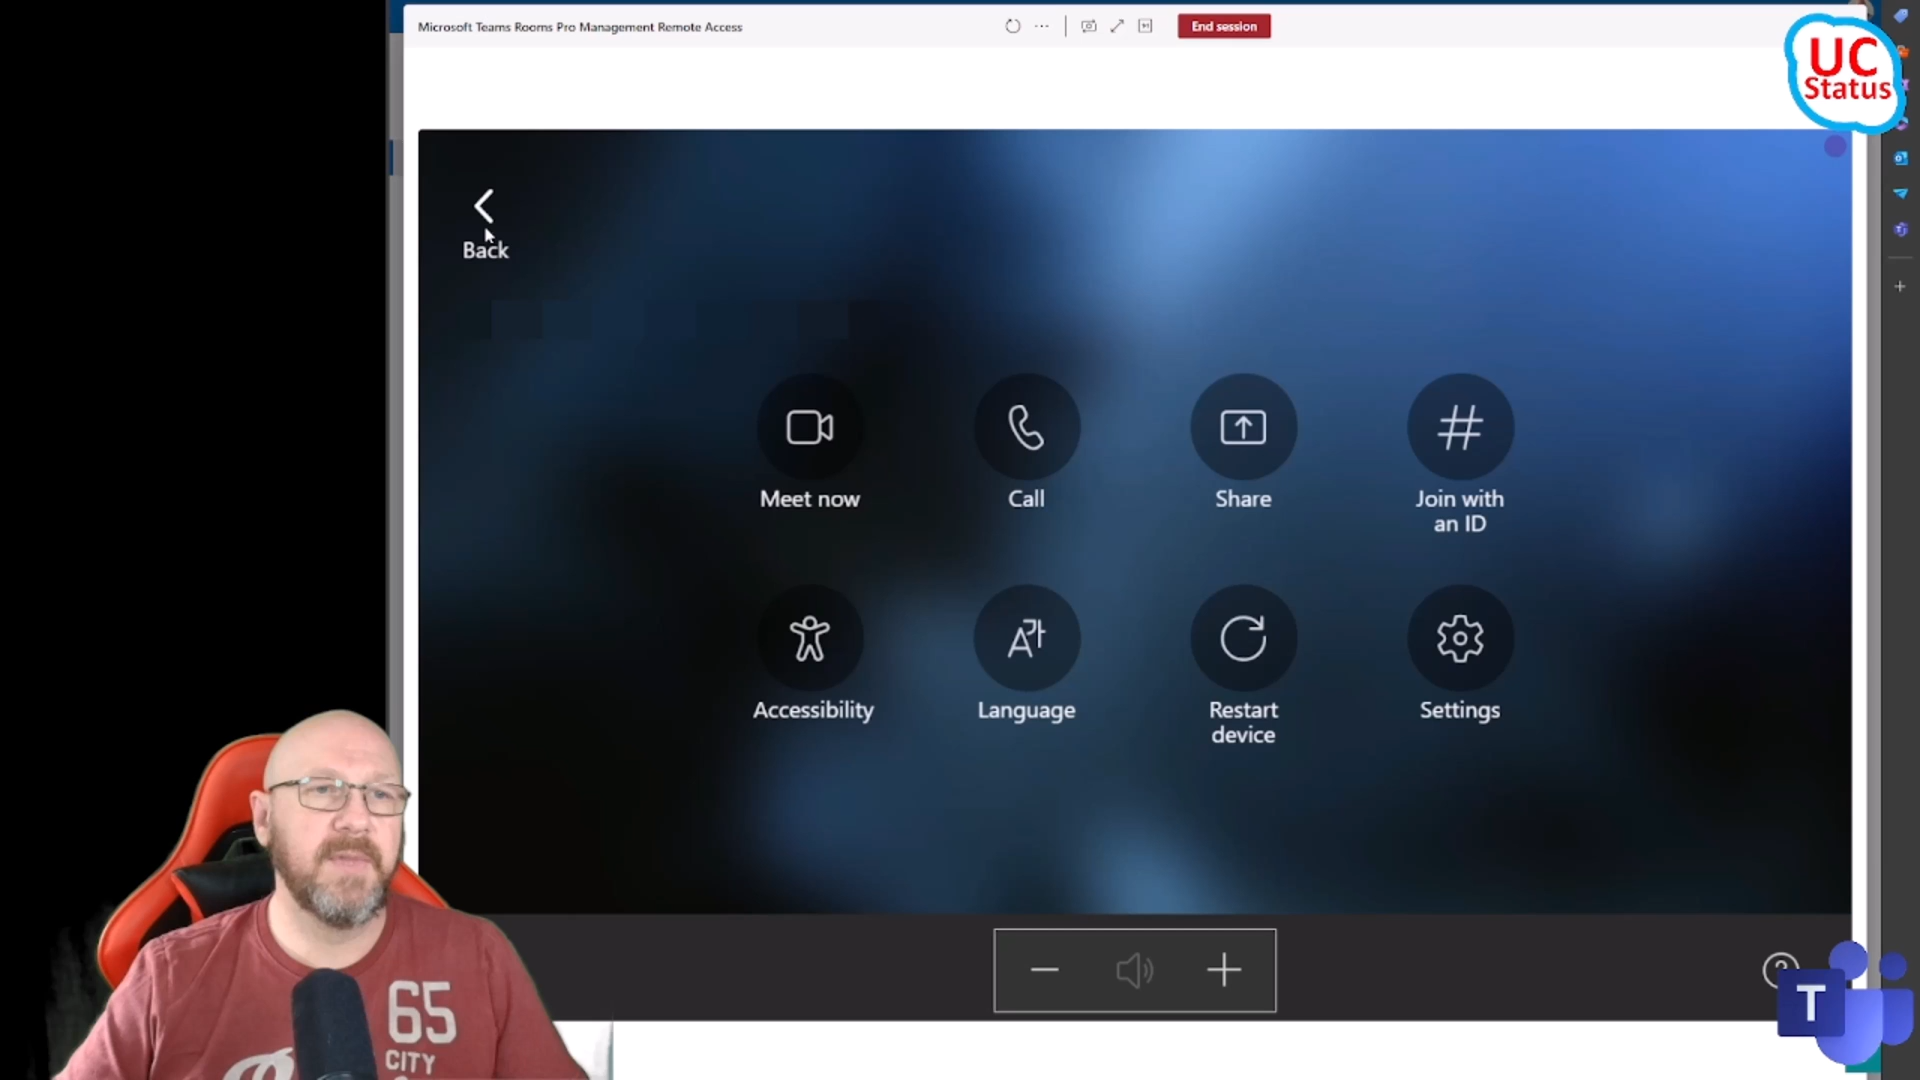 Microsoft Teams Rooms Pro Management Remote Access
End session
UC
Status
Back
Meet now
Call
Share
Join with
an ID
Accessibility
Language
Restart
device
Settings
T
65
CITY